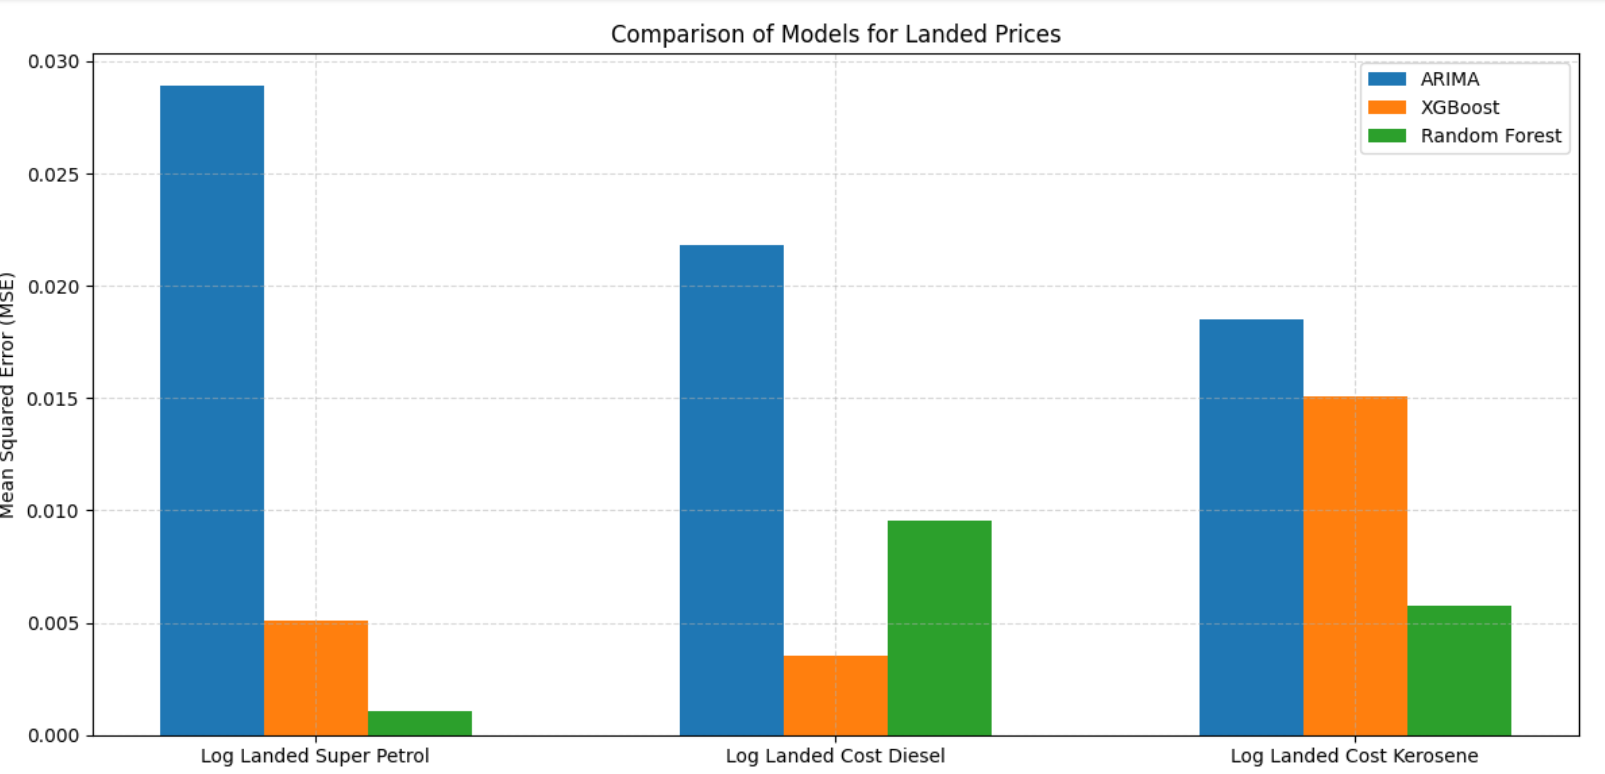 Comparison of Models for Landed Prices
ARIMA
XGBoost
Random Forest
Mean Squared Error (MSE)
0.030
0.025
0.020
0.015
0.010
0.005
0.000
Log Landed Super Petrol
Log Landed Cost Diesel
Log Landed Cost Kerosene